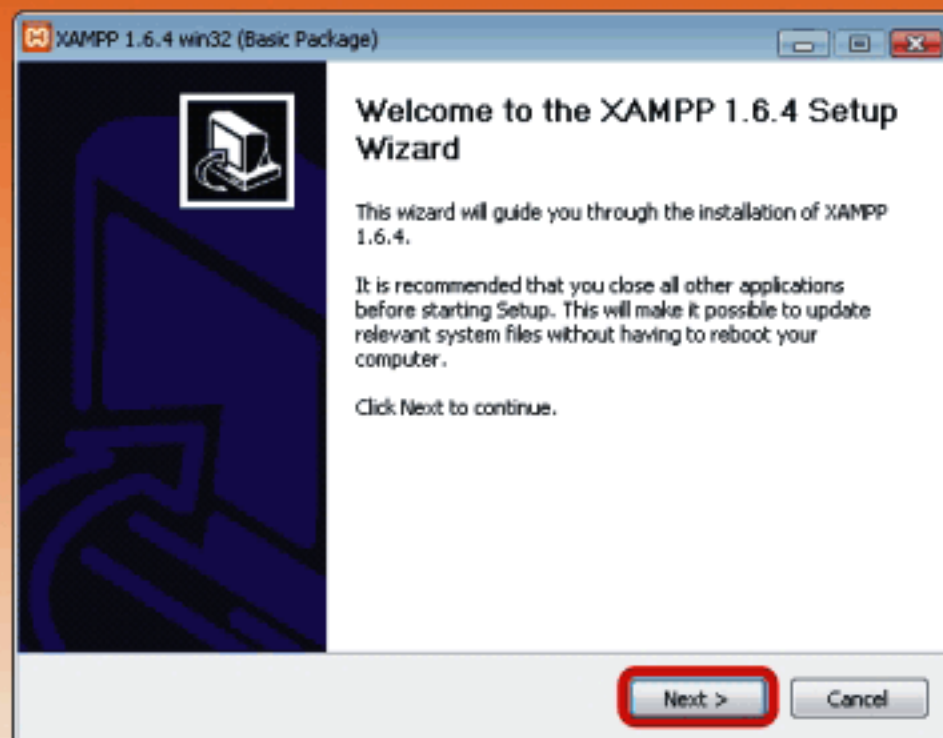 XAMPP 1.6.4 win32 (Basic Package)
Welcome to the XAMPP 1.6.4 Setup
Wizard
This wizard will guide you through the installation of XAMPP
1.6.4.
It is recommended that you close all other applications
before starting Setup. This will make it possible to update
relevant system files without having to reboot your
computer.
Click Next to continue.
Next >
Cancel